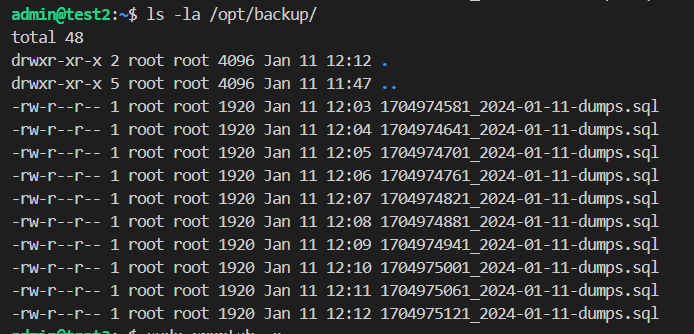 admin@test2:~$ ls -la /opt/backup/
total 48
drwxr-xr-x 2 root root 4096 Jan 11 12:12 .
drwxr-xr-x 5 root root 4096 Jan 11 11:47 ..
-rw-r--r-- 1 root root 1920 Jan 11 12:03 1704974581_2024-01-11-dumps.sql
-rw-r--r-- 1 root root 1920 Jan 11 12:04 1704974641_2024-01-11-dumps.sql
-rw-r--r-- 1 root root 1920 Jan 11 12:05 1704974701_2024-01-11-dumps.sql
-rw-r--r-- 1 root root 1920 Jan 11 12:06 1704974761_2024-01-11-dumps.sql
-rw-r--r-- 1 root root 1920 Jan 11 12:07 1704974821_2024-01-11-dumps.sql
-rw-r--r-- 1 root root 1920 Jan 11 12:08 1704974881_2024-01-11-dumps.sql
-rw-r--r-- 1 root root 1920 Jan 11 12:09 1704974941_2024-01-11-dumps.sql
-rw-r--r-- 1 root root 1920 Jan 11 12:10 1704975001_2024-01-11-dumps.sql
-rw-r--r-- 1 root root 1920 Jan 11 12:11 1704975061_2024-01-11-dumps.sql
-rw-r--r-- 1 root root 1920 Jan 11 12:12 1704975121_2024-01-11-dumps.sql
admin@test2:~$